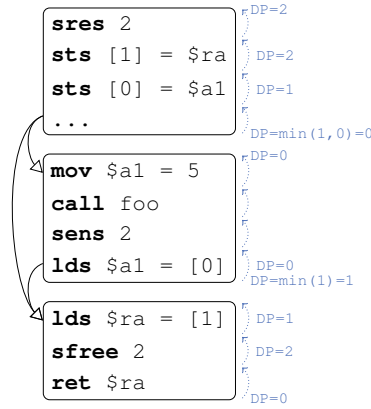 DP=2
sres 2
sts [1] = $ra DP=2
sts [0] = $a1 DP=1
...
DP=min(1,0)=0
DP=0
mov $a1 = 5
call foo
sens 2
lds $a1 = [0] DP=0
DP=min(1)=1
lds $ra = [1] DP=1
sfree 2 DP=2
ret $ra
DP=0